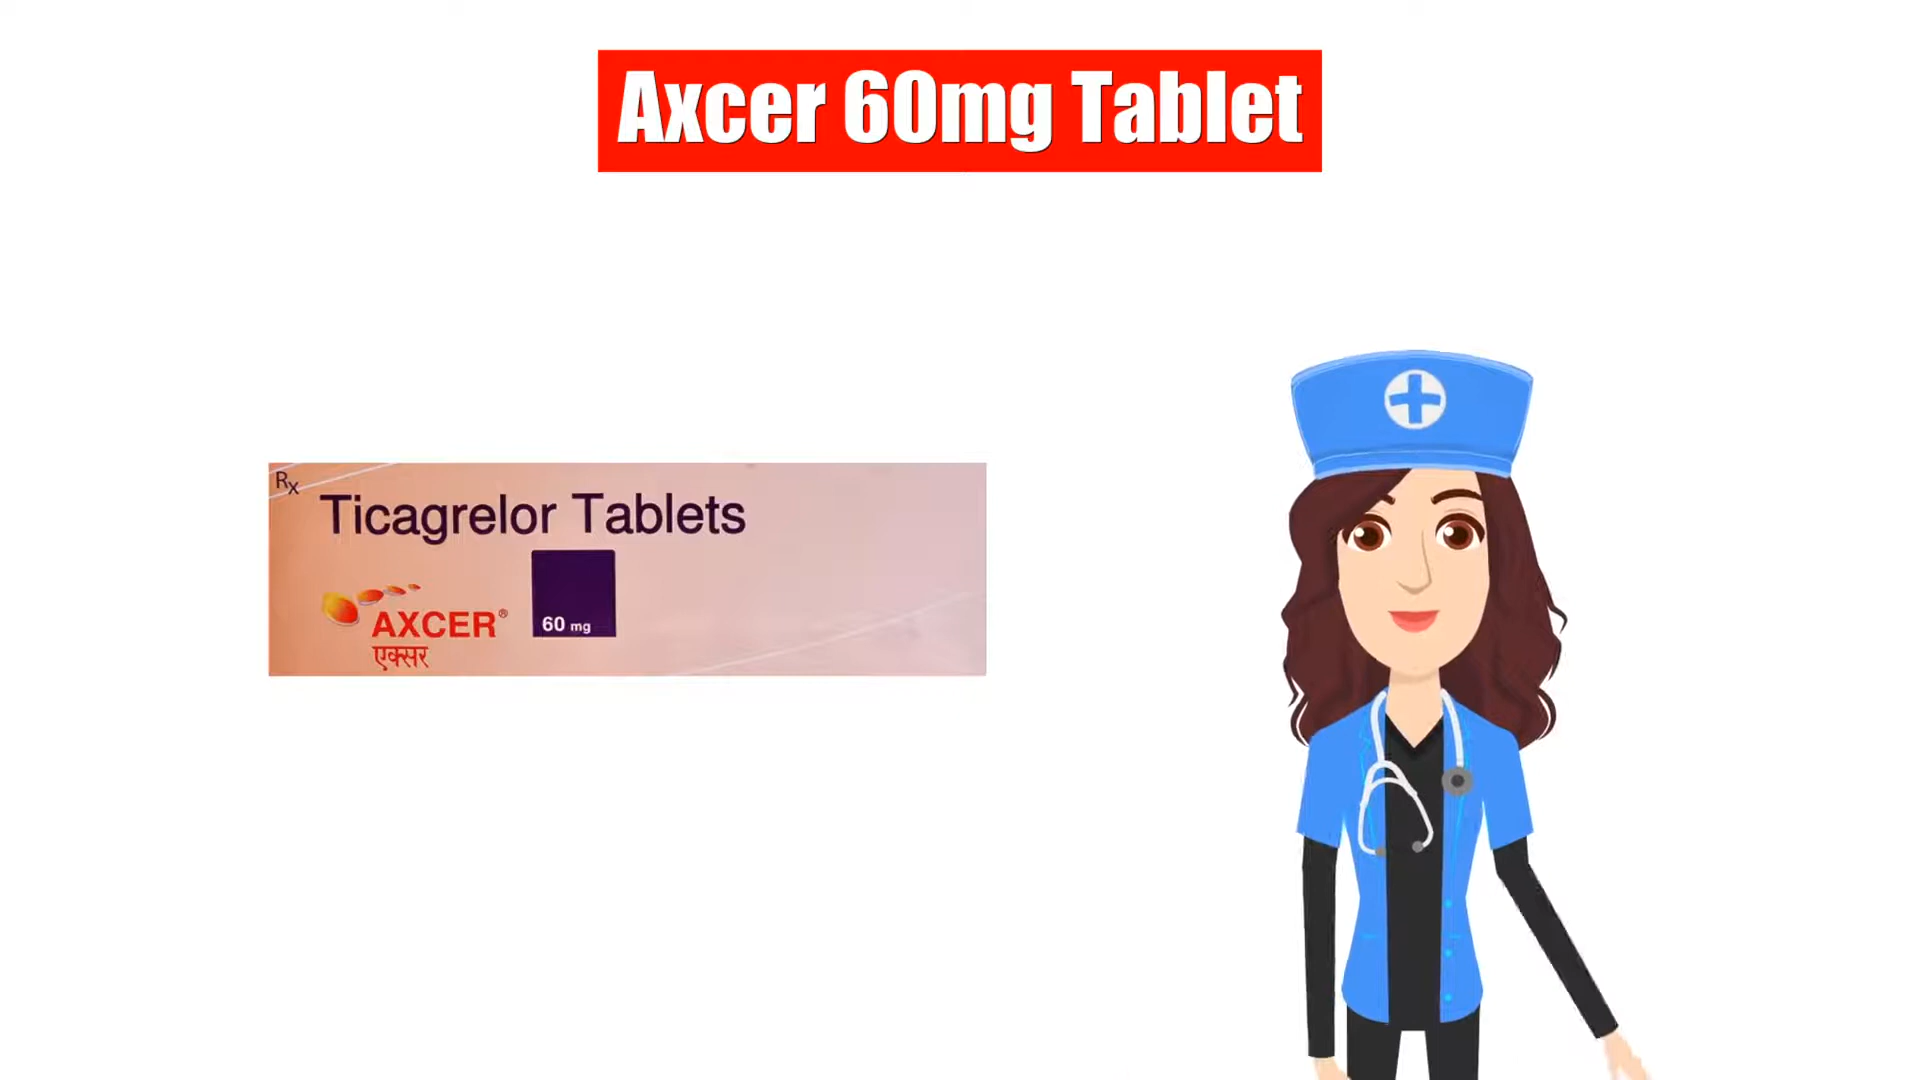 Axcer 60mg Tablet
Rx
Ticagrelor Tablets
AXCER®
एक्सर
60 mg